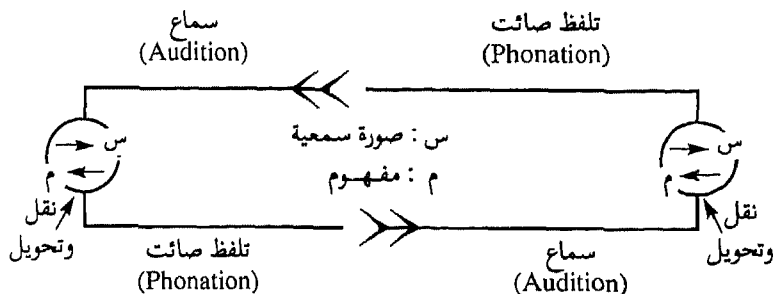 تلفظ صائت
(Phonation)
سماع
(Audition)
س : صورة سمعية
م : مفهوم
س
م
س
م
نقل
وتحويل
نقل
وتحويل
سماع
(Audition)
تلفظ صائت
(Phonation)